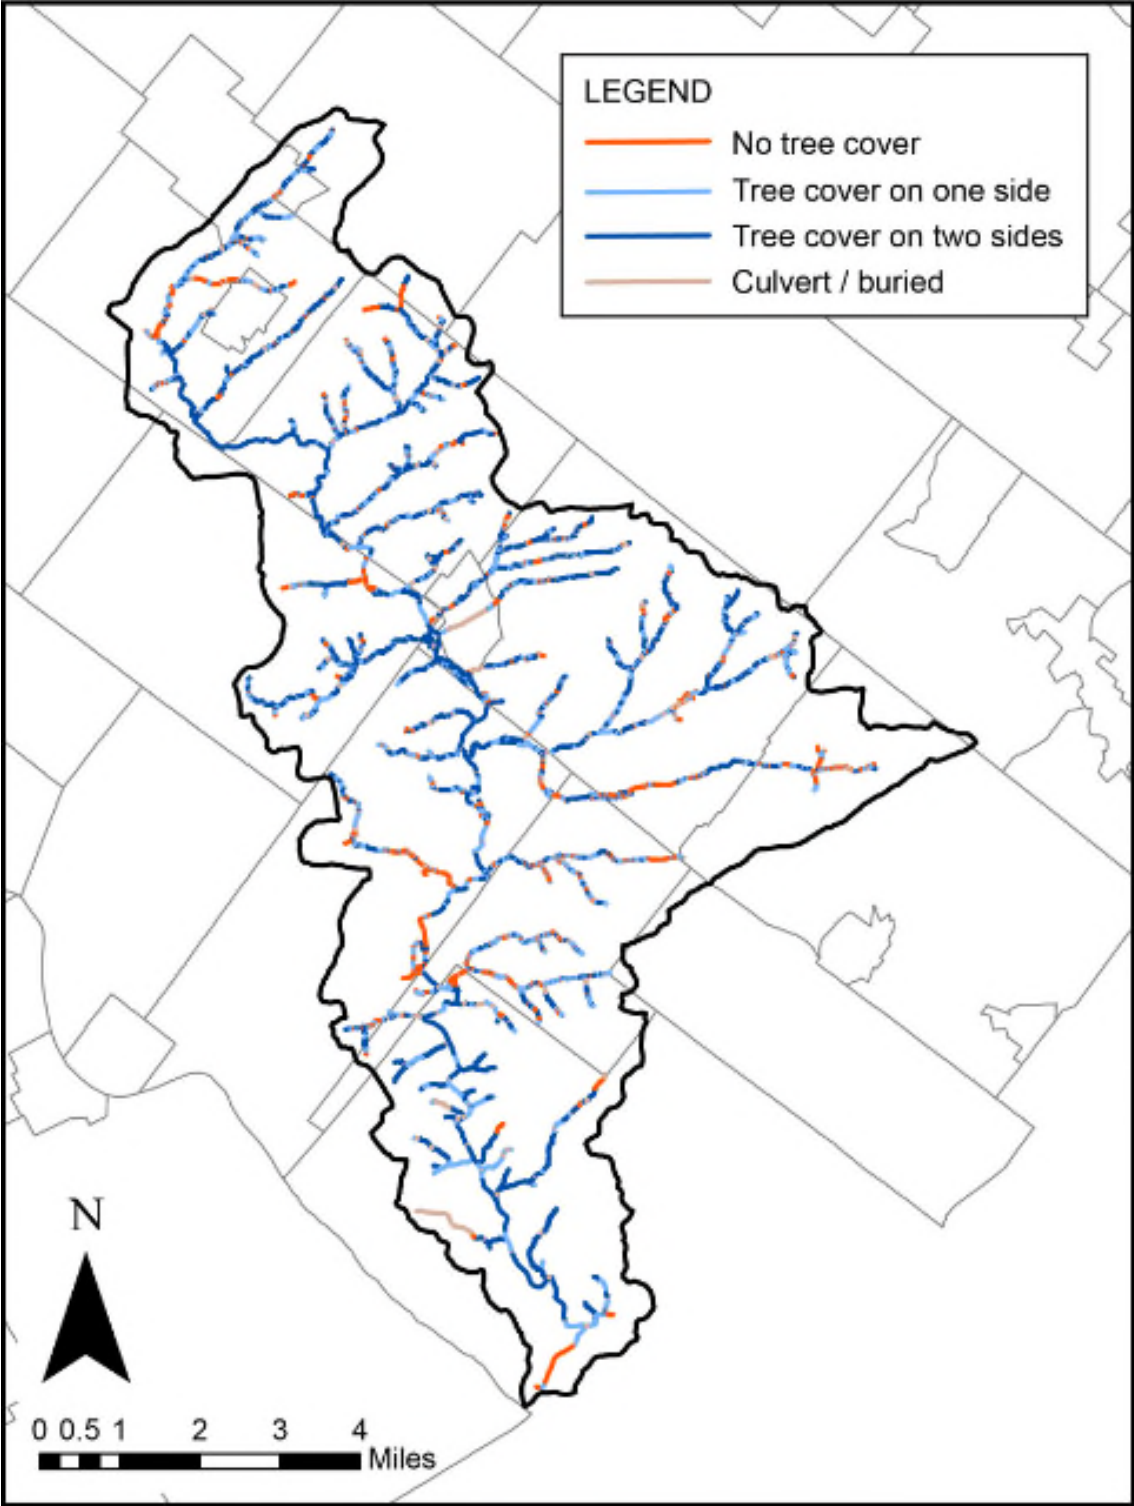 LEGEND
No tree cover
Tree cover on one side
Tree cover on two sides
Culvert / buried
N
0 0.5 1 2 3 4
Miles